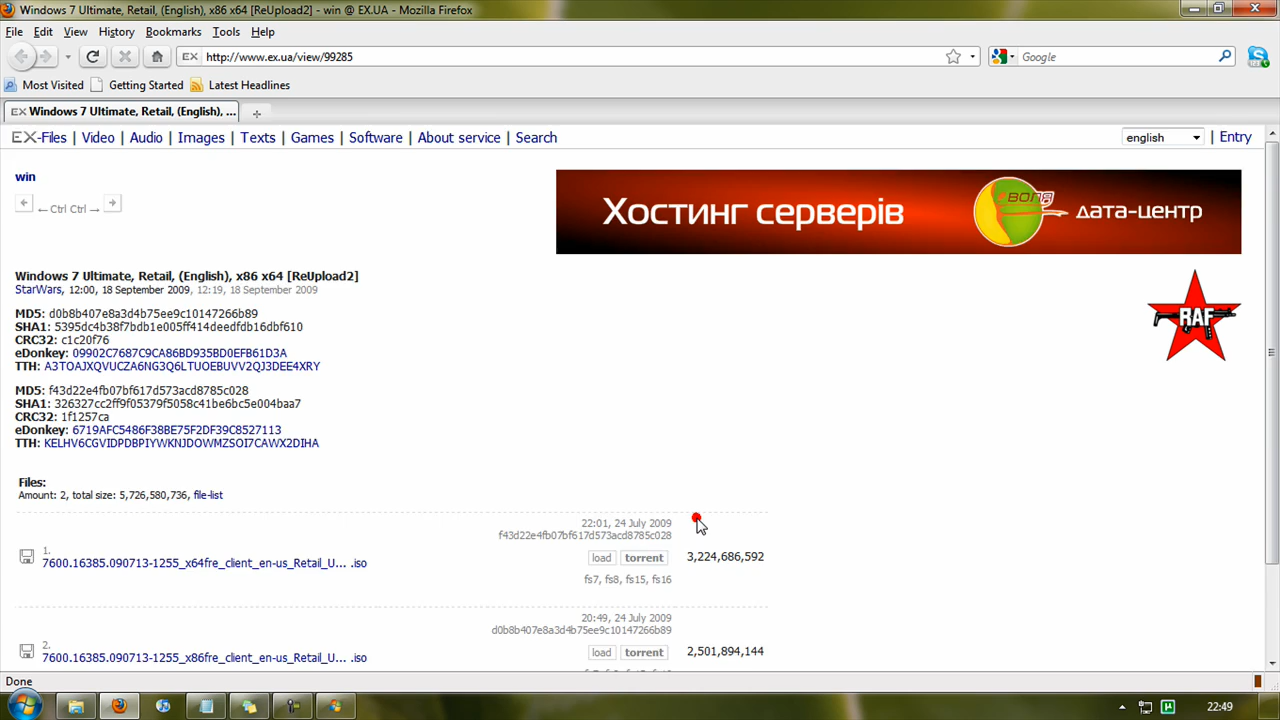 Windows 7 Ultimate, Retail, (English), x86 x64 [ReUpload2] - win @ EX.UA - Mozilla Firefox
File Edit View History Bookmarks Tools Help
EX http://www.ex.ua/view/99285 Google
Most Visited Getting Started Latest Headlines
EX Windows 7 Ultimate, Retail, (English), ...
EX-Files | Video | Audio | Images | Texts | Games | Software | About service | Search english | Entry
win
←Ctrl Ctrl→
Хостинг серверів ВОЛЯ дата-центр
Windows 7 Ultimate, Retail, (English), x86 x64 [ReUpload2]
StarWars, 12:00, 18 September 2009, 12:19, 18 September 2009
RAF
MD5: d0b8b407e8a3d4b75ee9c10147266b89
SHA1: 5395dc4b38f7bdb1e005ff414deedfdb16dbf610
CRC32: c1c20f76
eDonkey: 09902C7687C9CA86BD935BD0EFB61D3A
TTH: A3TOAJXQVUCZA6NG3Q6LTUOEBUVV2QJ3DEE4XRY
MD5: f43d22e4fb07bf617d573acd8785c028
SHA1: 326327cc2ff9f05379f5058c41be6bc5e004baa7
CRC32: 1f1257ca
eDonkey: 6719AFC5486F38BE75F2DF39C8527113
TTH: KELHV6CGVIDPDBPIYWKNJDOWMZSOI7CAWX2DIHA
Files:
Amount: 2, total size: 5,726,580,736, file-list
22:01, 24 July 2009
f43d22e4fb07bf617d573acd8785c028
1.
7600.16385.090713-1255_x64fre_client_en-us_Retail_U... .iso load torrent 3,224,686,592
fs7, fs8, fs15, fs16
20:49, 24 July 2009
d0b8b407e8a3d4b75ee9c10147266b89
2.
7600.16385.090713-1255_x86fre_client_en-us_Retail_U... .iso load torrent 2,501,894,144
Done
22:49